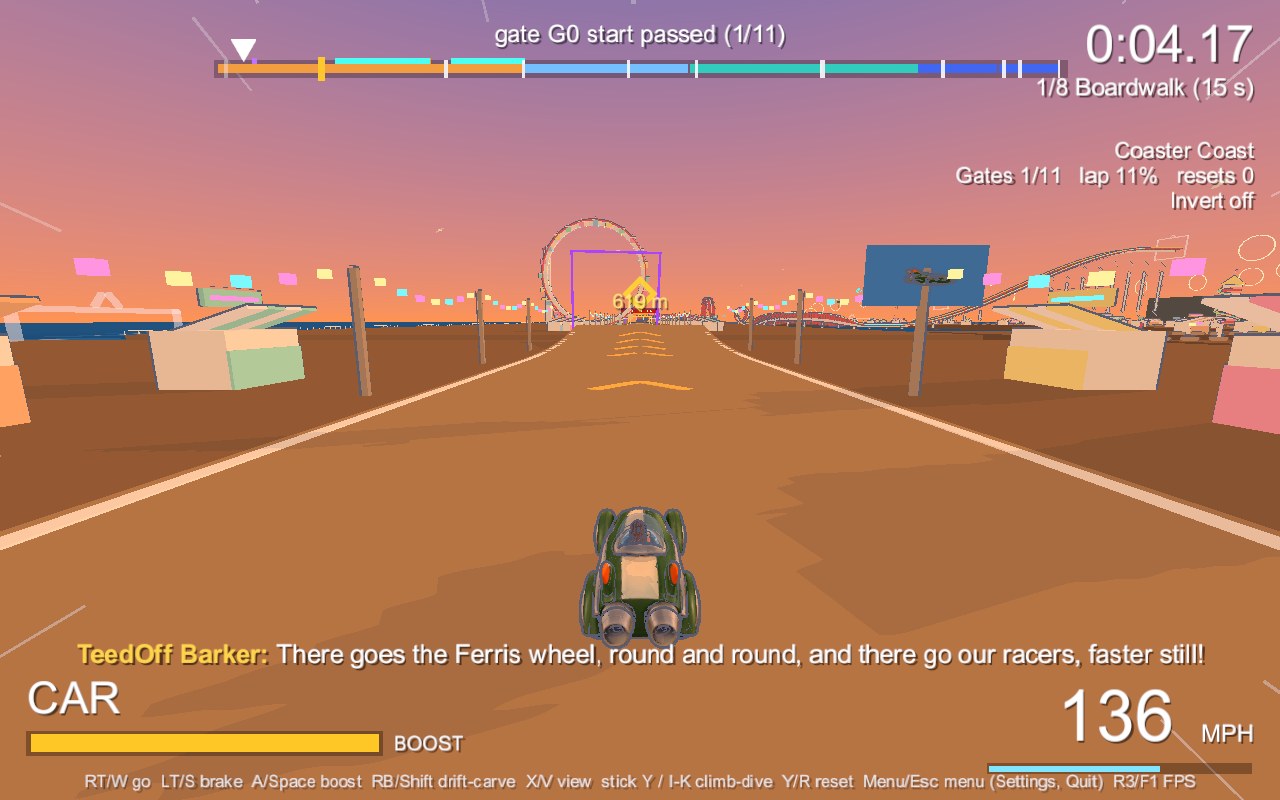 gate G0 start passed (1/11)
0:04.17
1/8 Boardwalk (15 s)
Coaster Coast
Gates 1/11 lap 11% resets 0
Invert off
619 m
TeedOff Barker: There goes the Ferris wheel, round and round, and there go our racers, faster still!
CAR
BOOST
136 MPH
RT/W go LT/S brake A/Space boost RB/Shift drift-carve X/V view stick Y / I-K climb-dive Y/R reset Menu/Esc menu (Settings, Quit) R3/F1 FPS